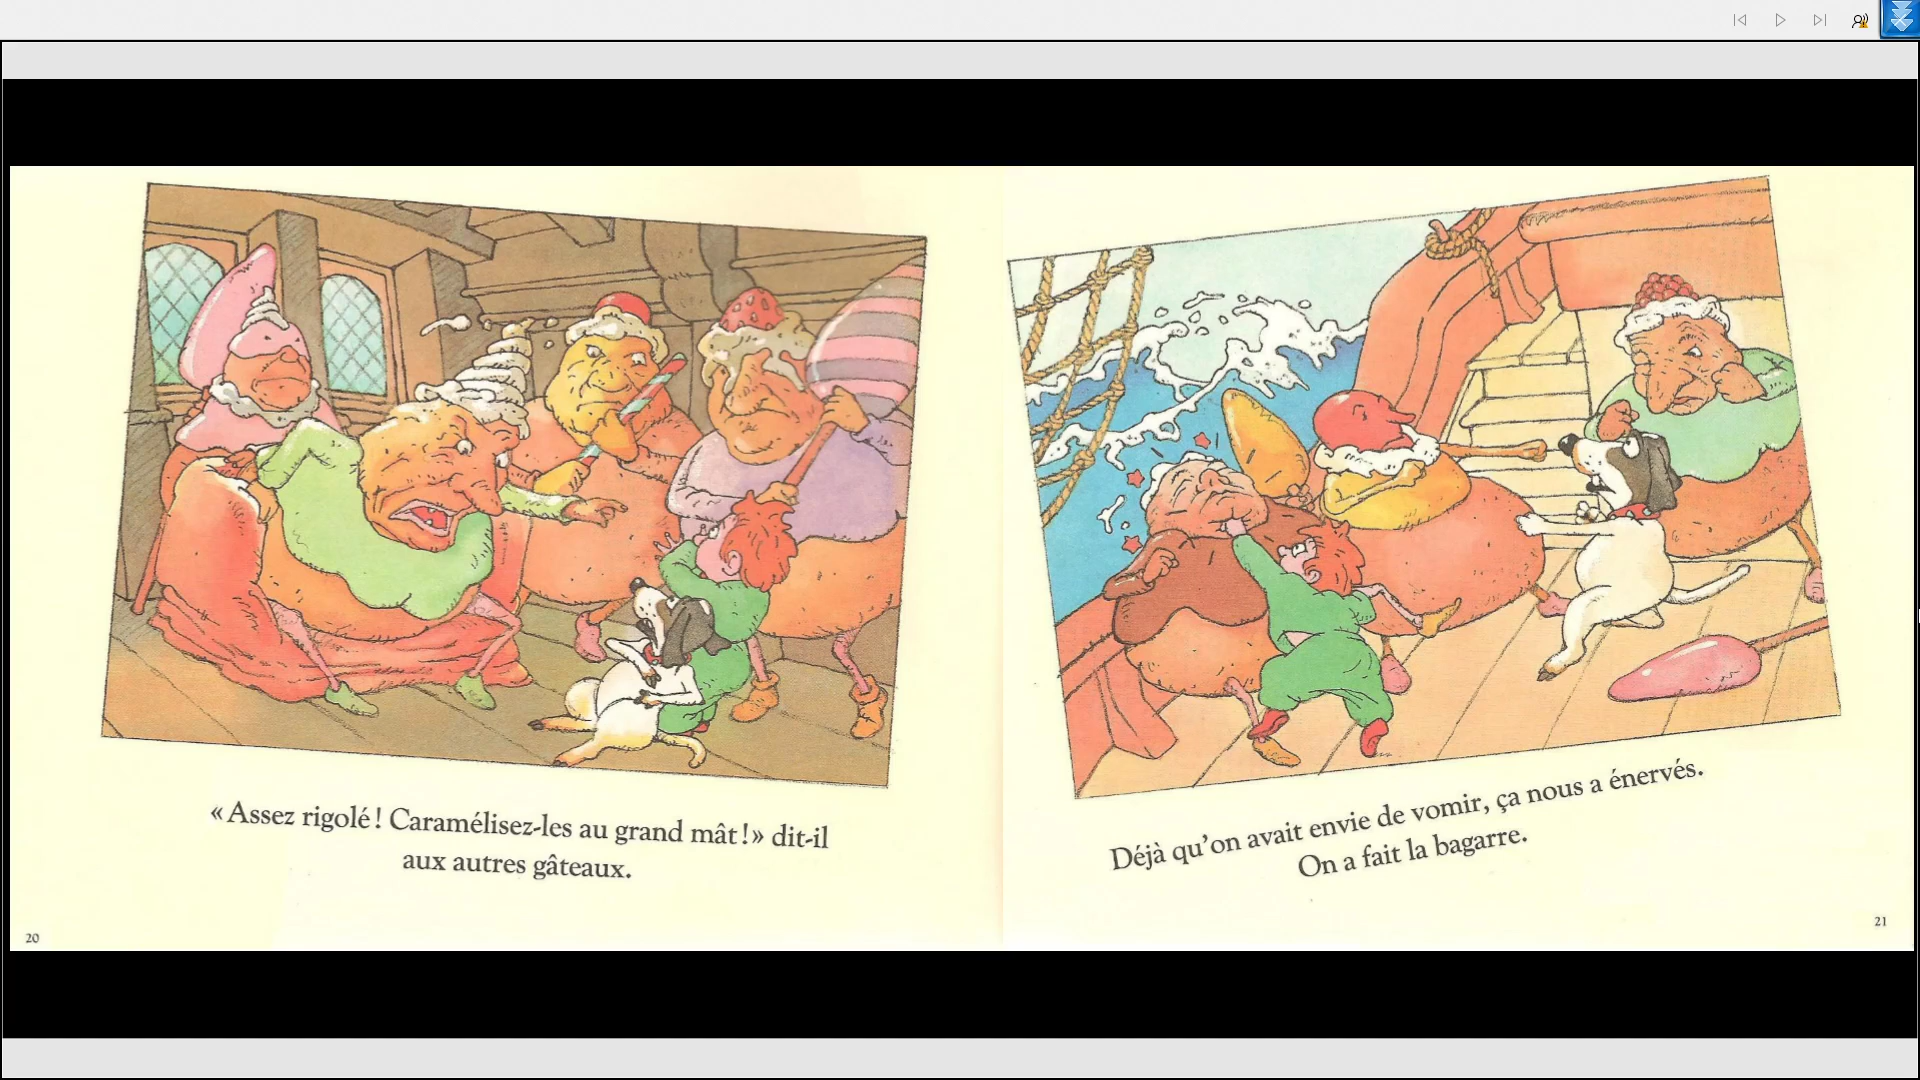 « Assez rigolé ! Caramélisez-les au grand mât ! » dit-il
aux autres gâteaux.
20
Déjà qu'on avait envie de vomir, ça nous a énervés.
On a fait la bagarre.
21